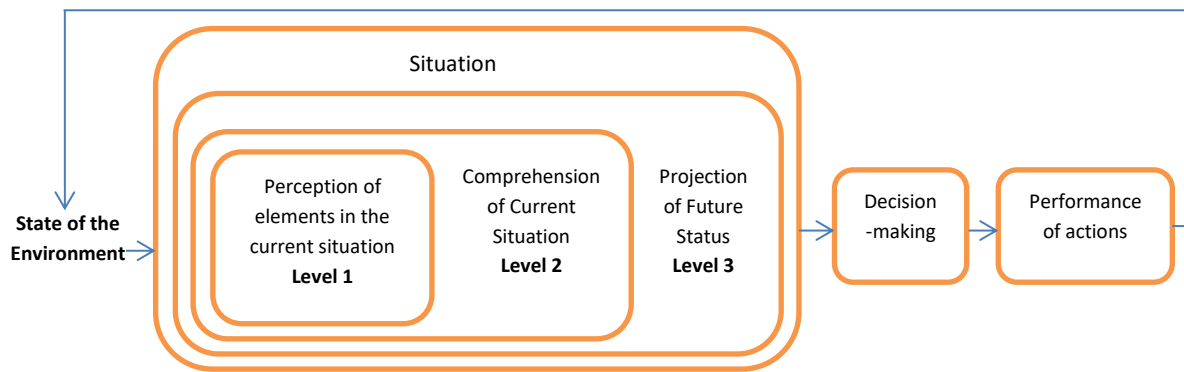 Situation
State of the
Environment
Perception of
elements in the
current situation
Level 1
Comprehension
of Current
Situation
Level 2
Projection
of Future
Status
Level 3
Decision
-making
Performance
of actions